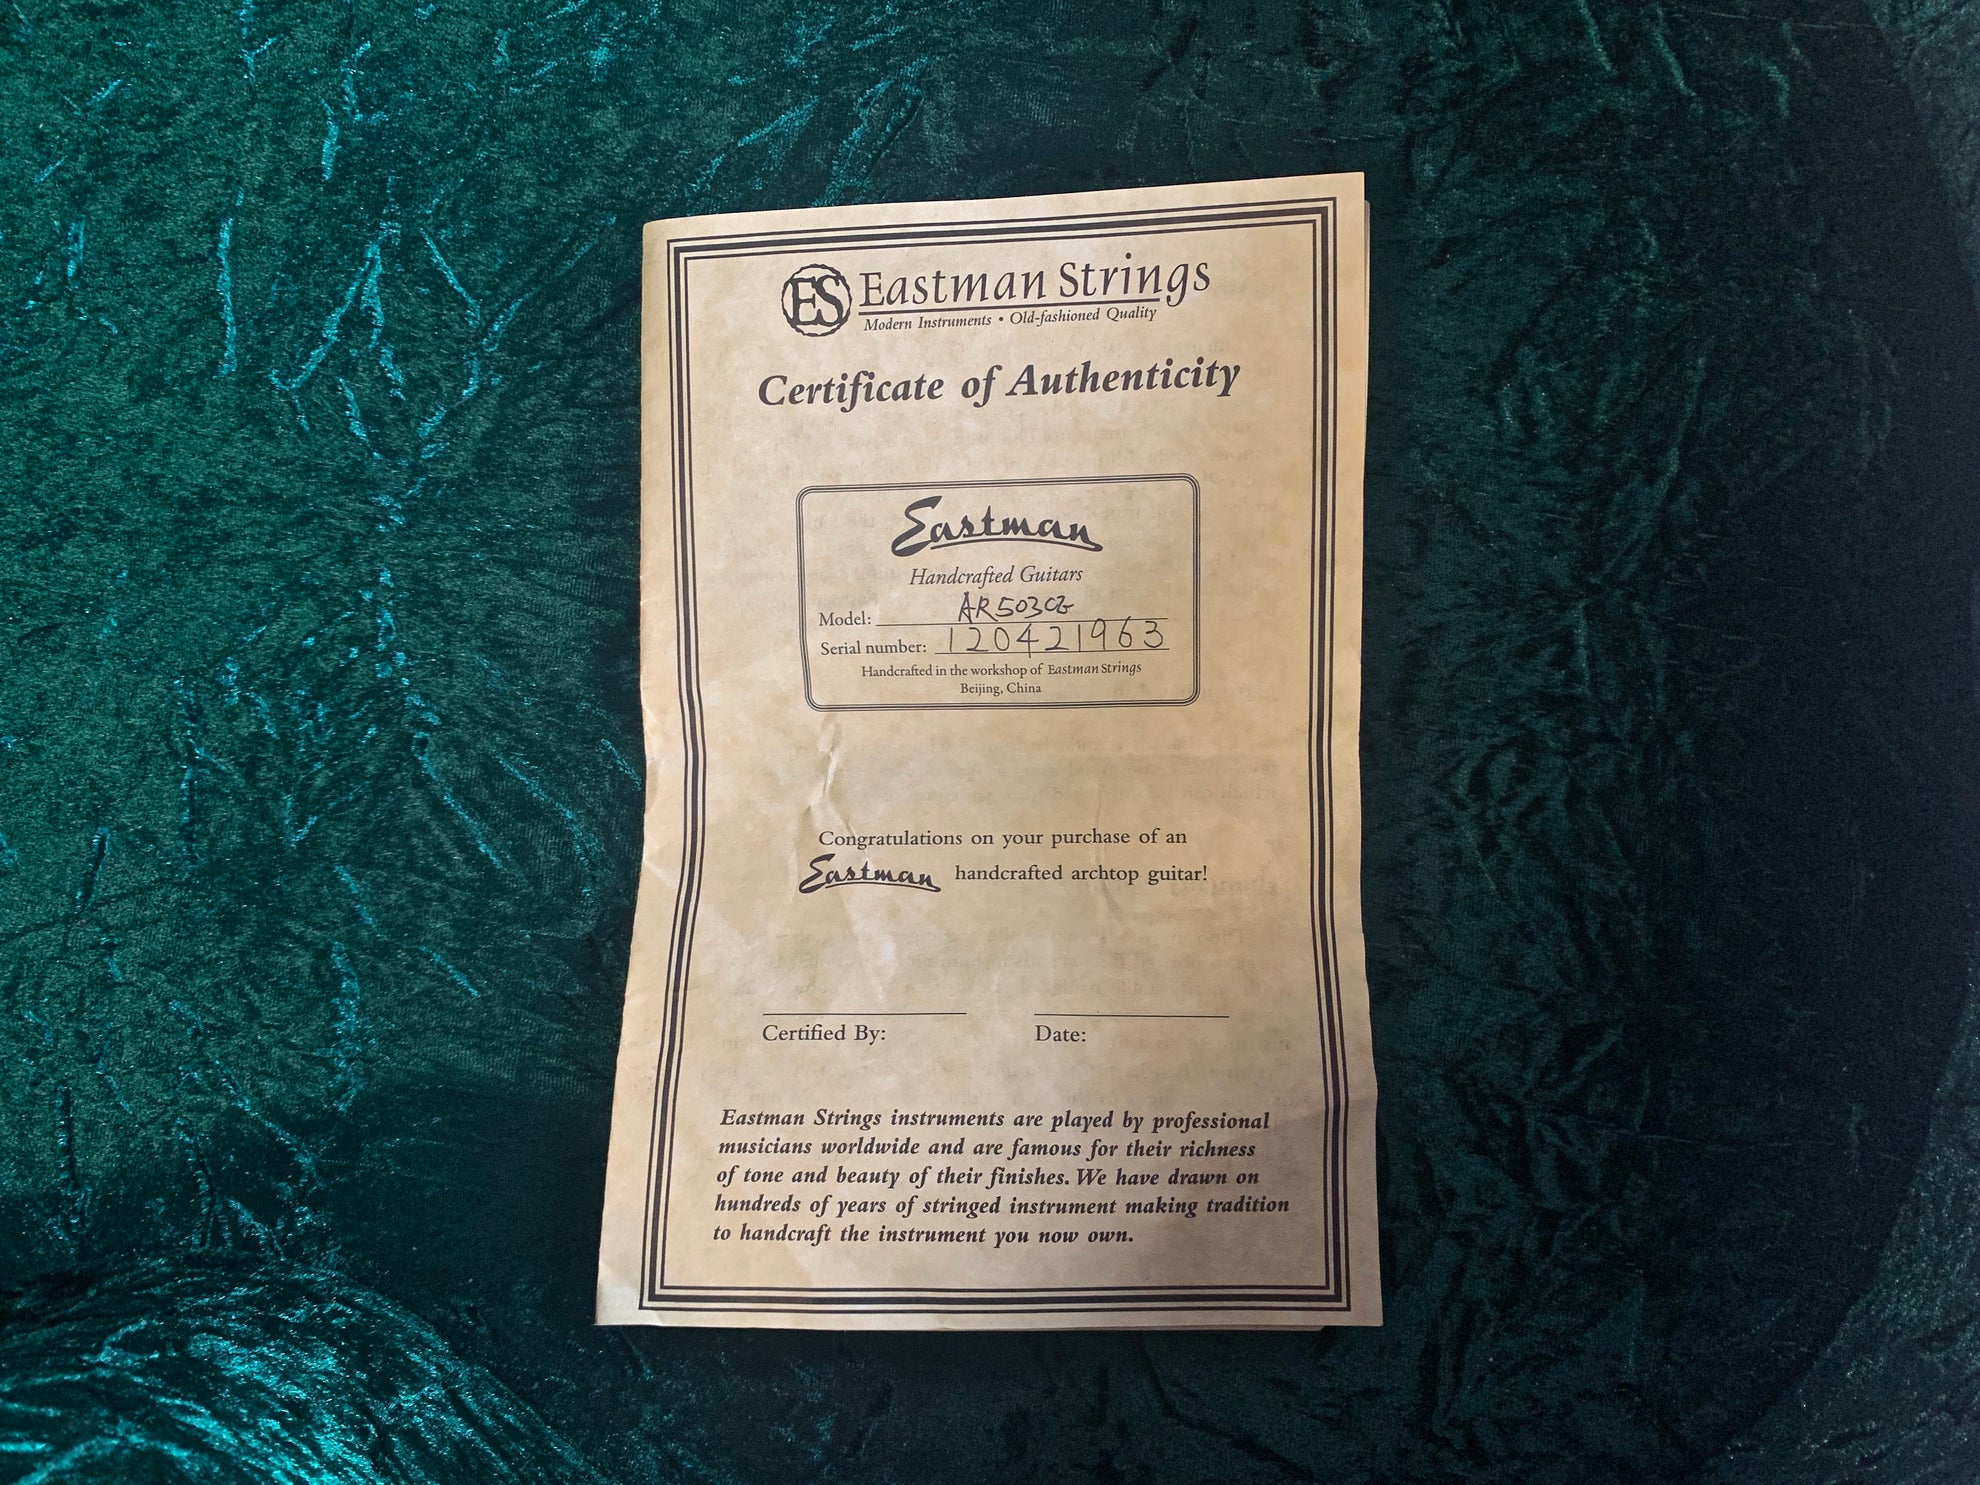 ES Eastman Strings
Modern Instruments • Old-fashioned Quality
Certificate of Authenticity
Eastman
Handcrafted Guitars
Model: AR503CE
Serial number: 120421963
Handcrafted in the workshop of Eastman Strings
Beijing, China
Congratulations on your purchase of an
Eastman handcrafted archtop guitar!
Certified By: Date:
Eastman Strings instruments are played by professional
musicians worldwide and are famous for their richness
of tone and beauty of their finishes. We have drawn on
hundreds of years of stringed instrument making tradition
to handcraft the instrument you now own.